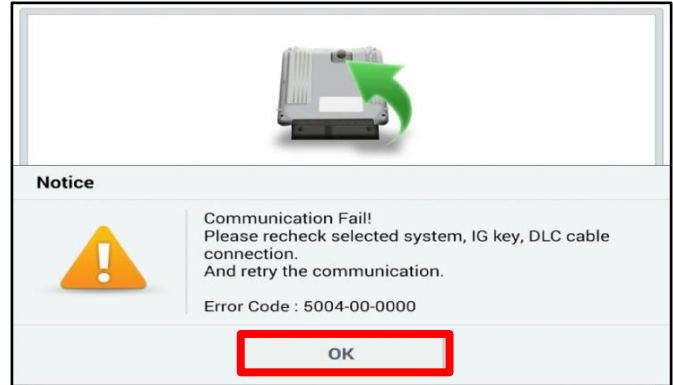 Notice
Communication Fail!
Please recheck selected system, IG key, DLC cable
connection.
And retry the communication.
Error Code : 5004-00-0000
OK